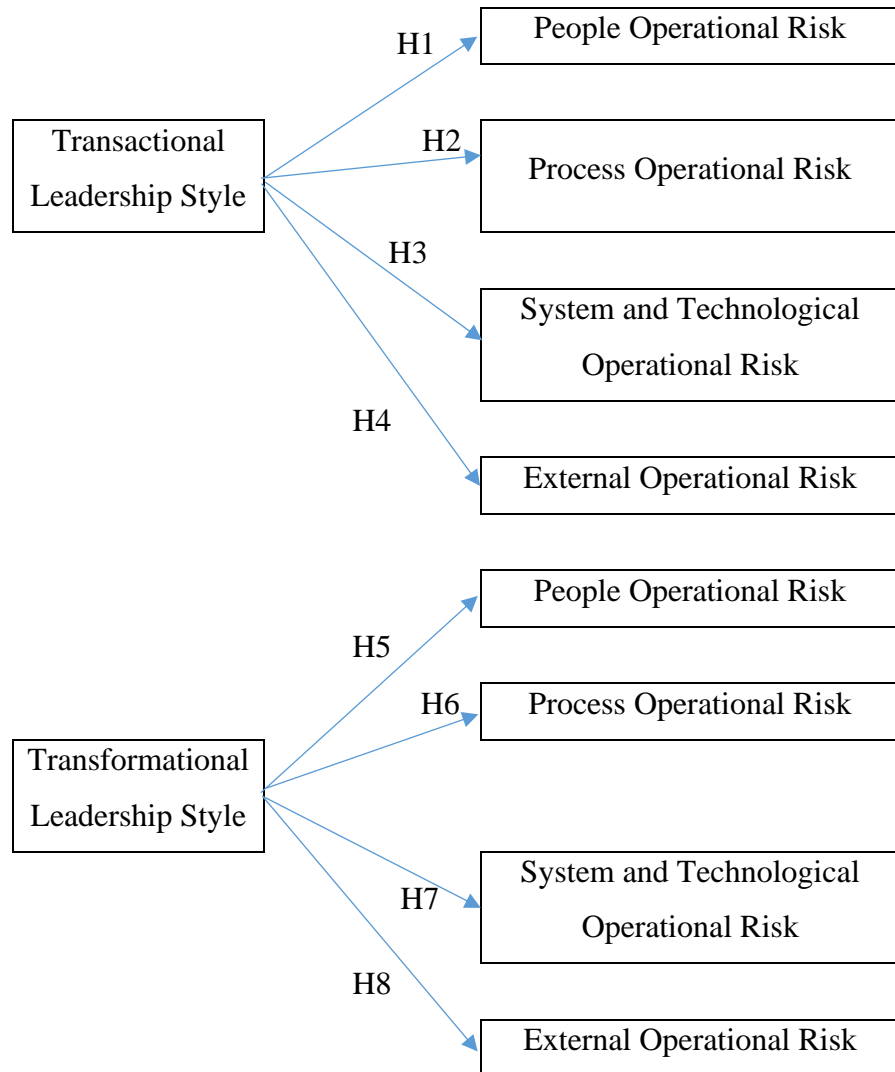 People Operational Risk
H1
Transactional
Leadership Style
H2
Process Operational Risk
H3
System and Technological
Operational Risk
H4
External Operational Risk
People Operational Risk
H5
H6
Process Operational Risk
Transformational
Leadership Style
System and Technological
Operational Risk
H7
H8
External Operational Risk